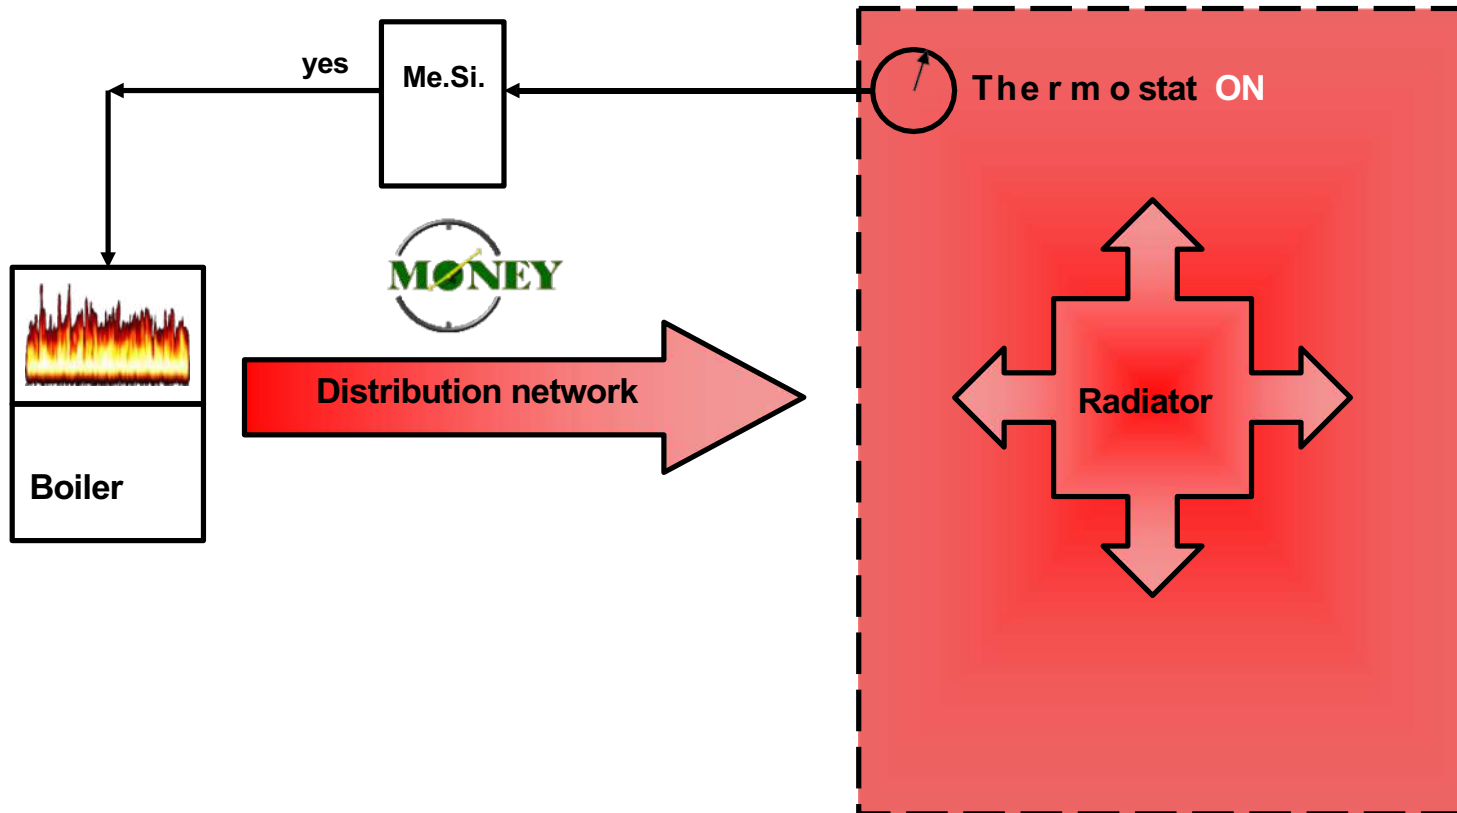 yes
Me.Si.
Thermostat ON
MONEY
Distribution network
Radiator
Boiler